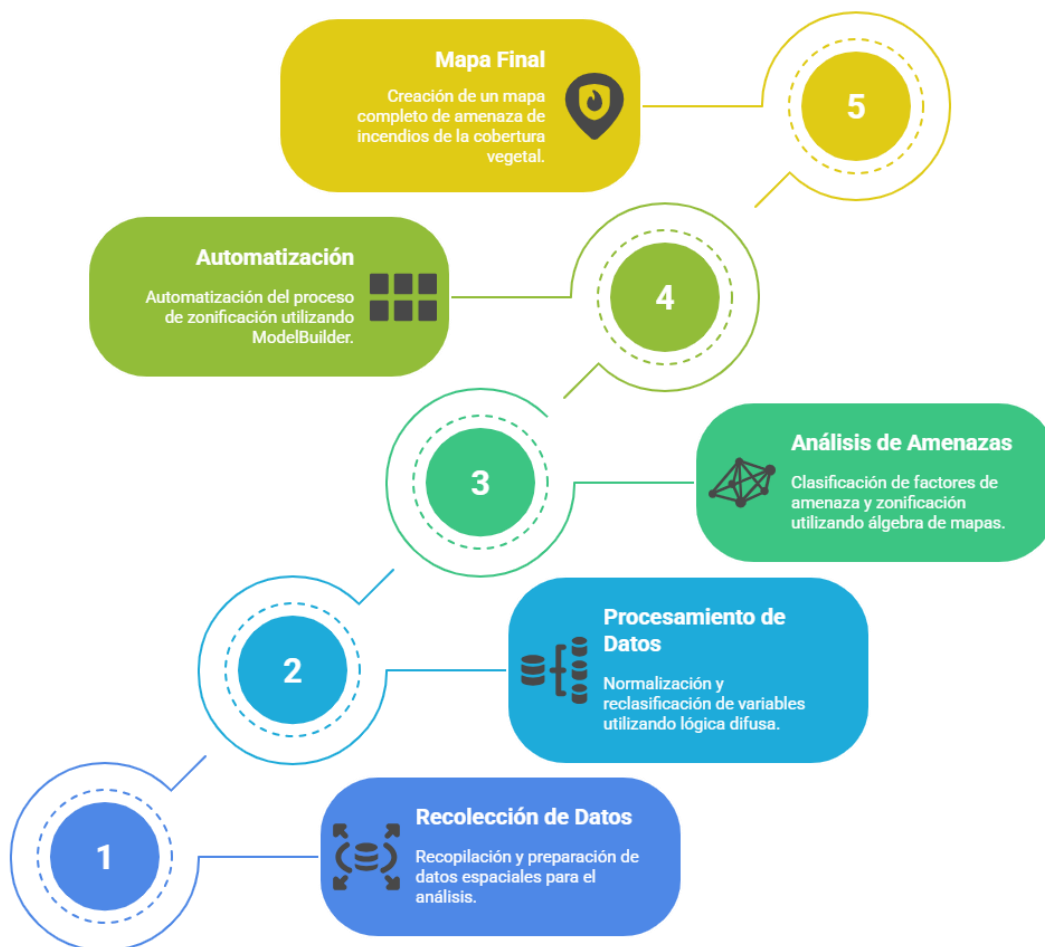 Mapa Final
Creación de un mapa
completo de amenaza de
incendios de la cobertura
vegetal.
5
Automatización
Automatización del proceso
de zonificación utilizando
ModelBuilder.
4
3
Análisis de Amenazas
Clasificación de factores de
amenaza y zonificación
utilizando álgebra de mapas.
2
Procesamiento de
Datos
Normalización y
reclasificación de variables
utilizando lógica difusa.
1
Recolección de Datos
Recopilación y preparación de
datos espaciales para el
análisis.